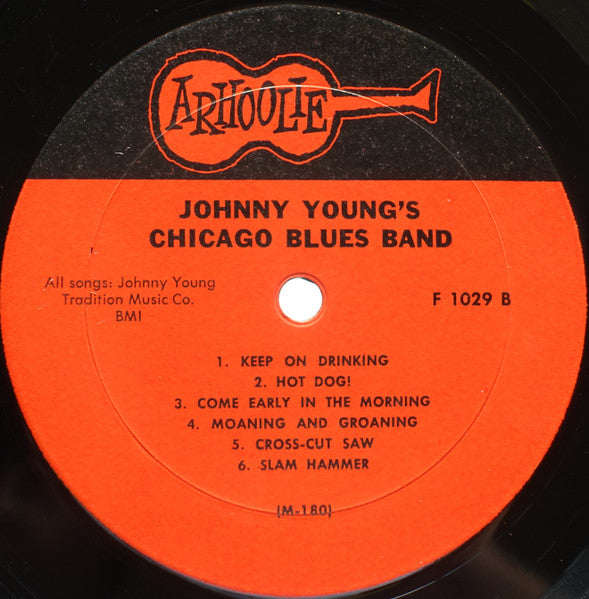 ARHOOLIE
JOHNNY YOUNG'S
CHICAGO BLUES BAND
All songs: Johnny Young
Tradition Music Co.
BMI
F 1029 B
1. KEEP ON DRINKING
2. HOT DOG!
3. COME EARLY IN THE MORNING
4. MOANING AND GROANING
5. CROSS-CUT SAW
6. SLAM HAMMER
(M-180)